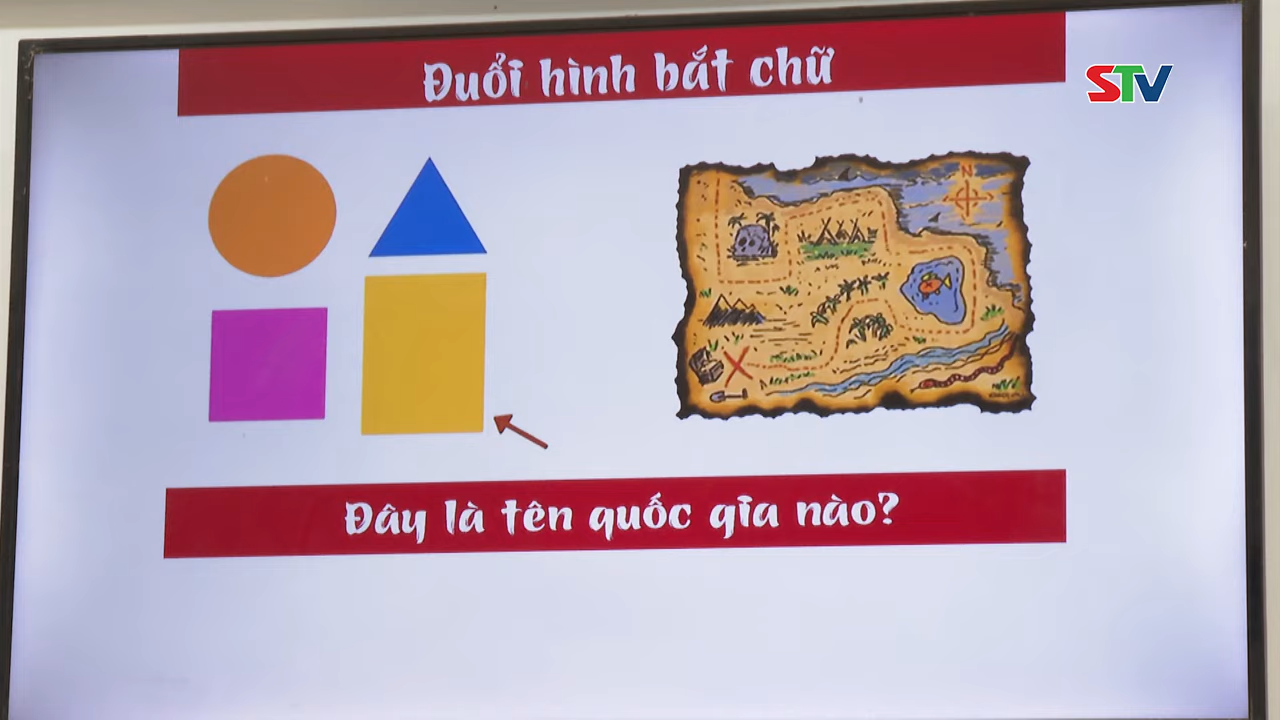 Đuổi hình bắt chữ
STV
N
Đây là tên quốc gia nào?